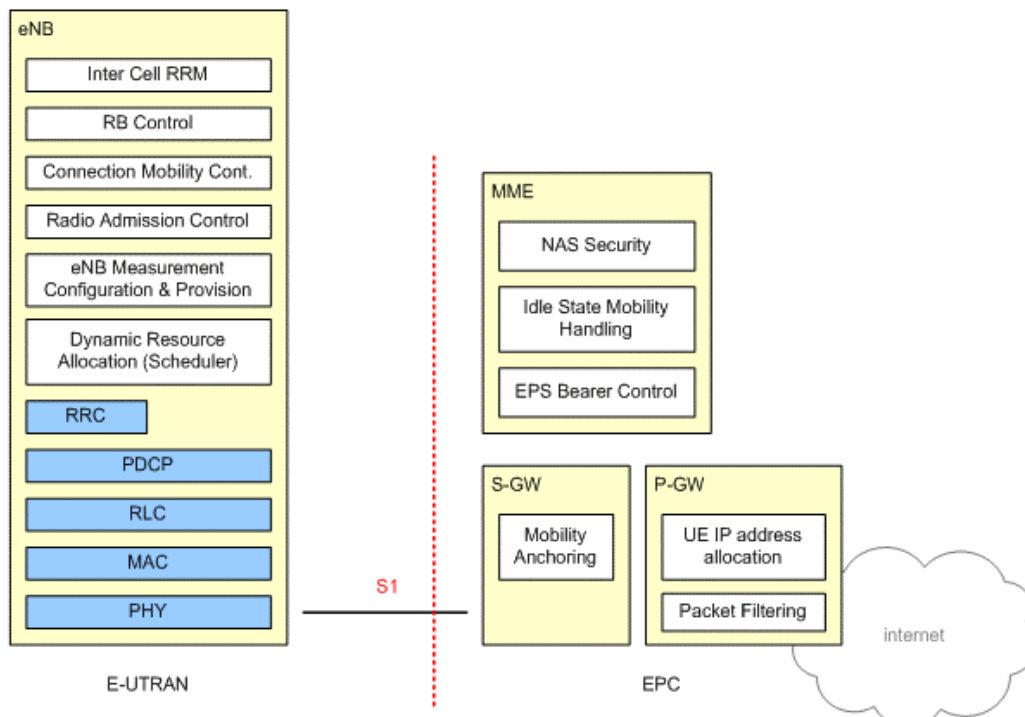 eNB
Inter Cell RRM
RB Control
Connection Mobility Cont.
Radio Admission Control
eNB Measurement
Configuration & Provision
Dynamic Resource
Allocation (Scheduler)
RRC
PDCP
RLC
MAC
PHY
S1
MME
NAS Security
Idle State Mobility
Handling
EPS Bearer Control
S-GW
Mobility
Anchoring
P-GW
UE IP address
allocation
Packet Filtering
internet
E-UTRAN
EPC